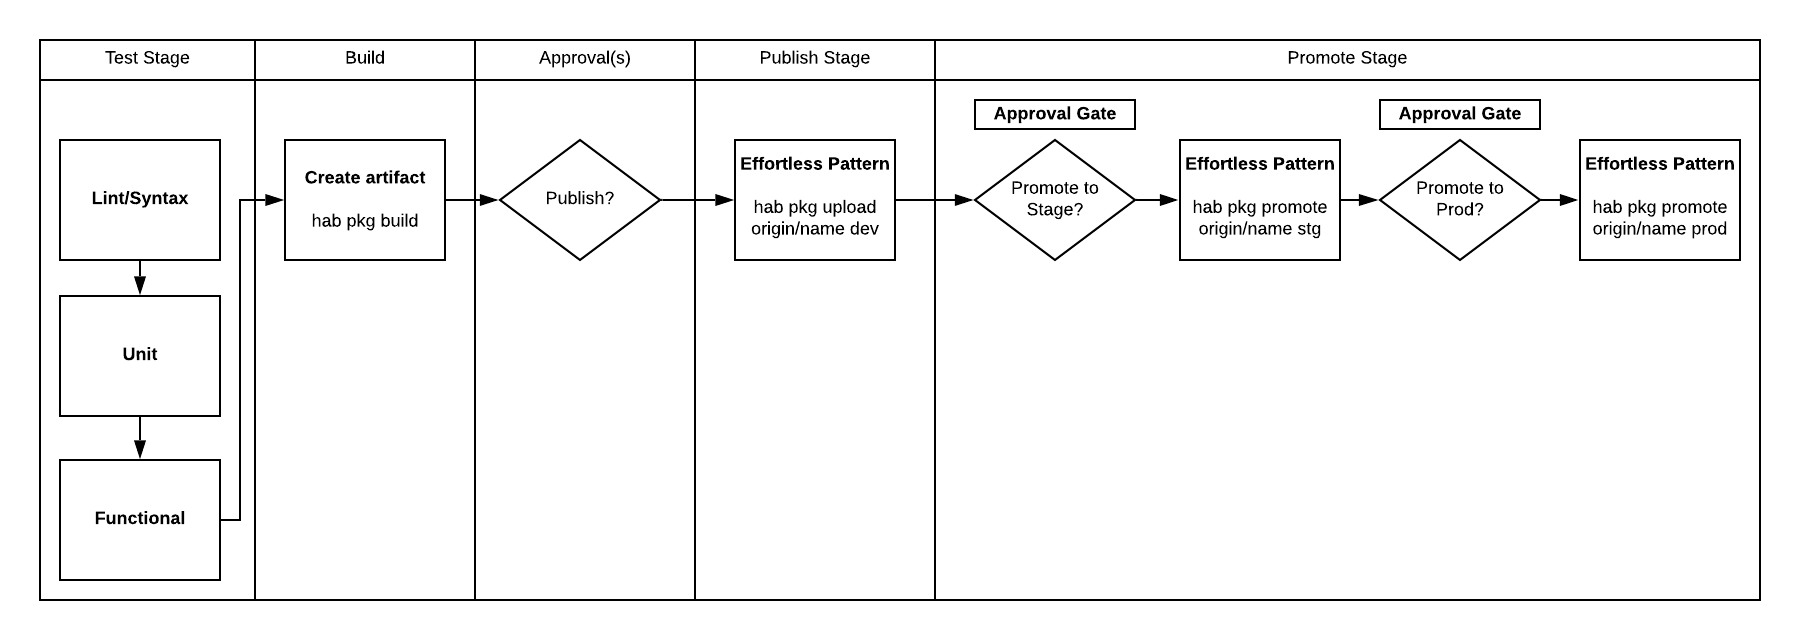 Test Stage
Build
Approval(s)
Publish Stage
Promote Stage
Lint/Syntax
Unit
Functional
Create artifact
hab pkg build
Publish?
Effortless Pattern
hab pkg upload
origin/name dev
Approval Gate
Promote to
Stage?
Effortless Pattern
hab pkg promote
origin/name stg
Approval Gate
Promote to
Prod?
Effortless Pattern
hab pkg promote
origin/name prod